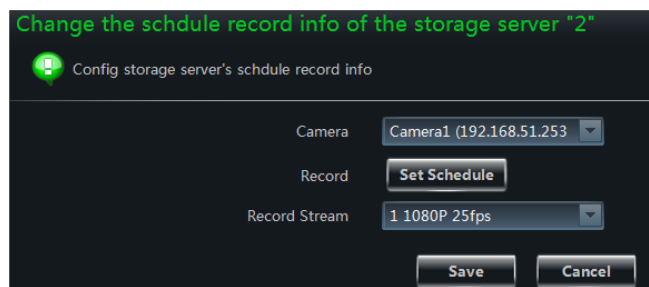 Change the schdule record info of the storage server "2"
Config storage server's schdule record info
Camera Camera1 (192.168.51.253
Record Set Schedule
Record Stream 1 1080P 25fps
Save Cancel